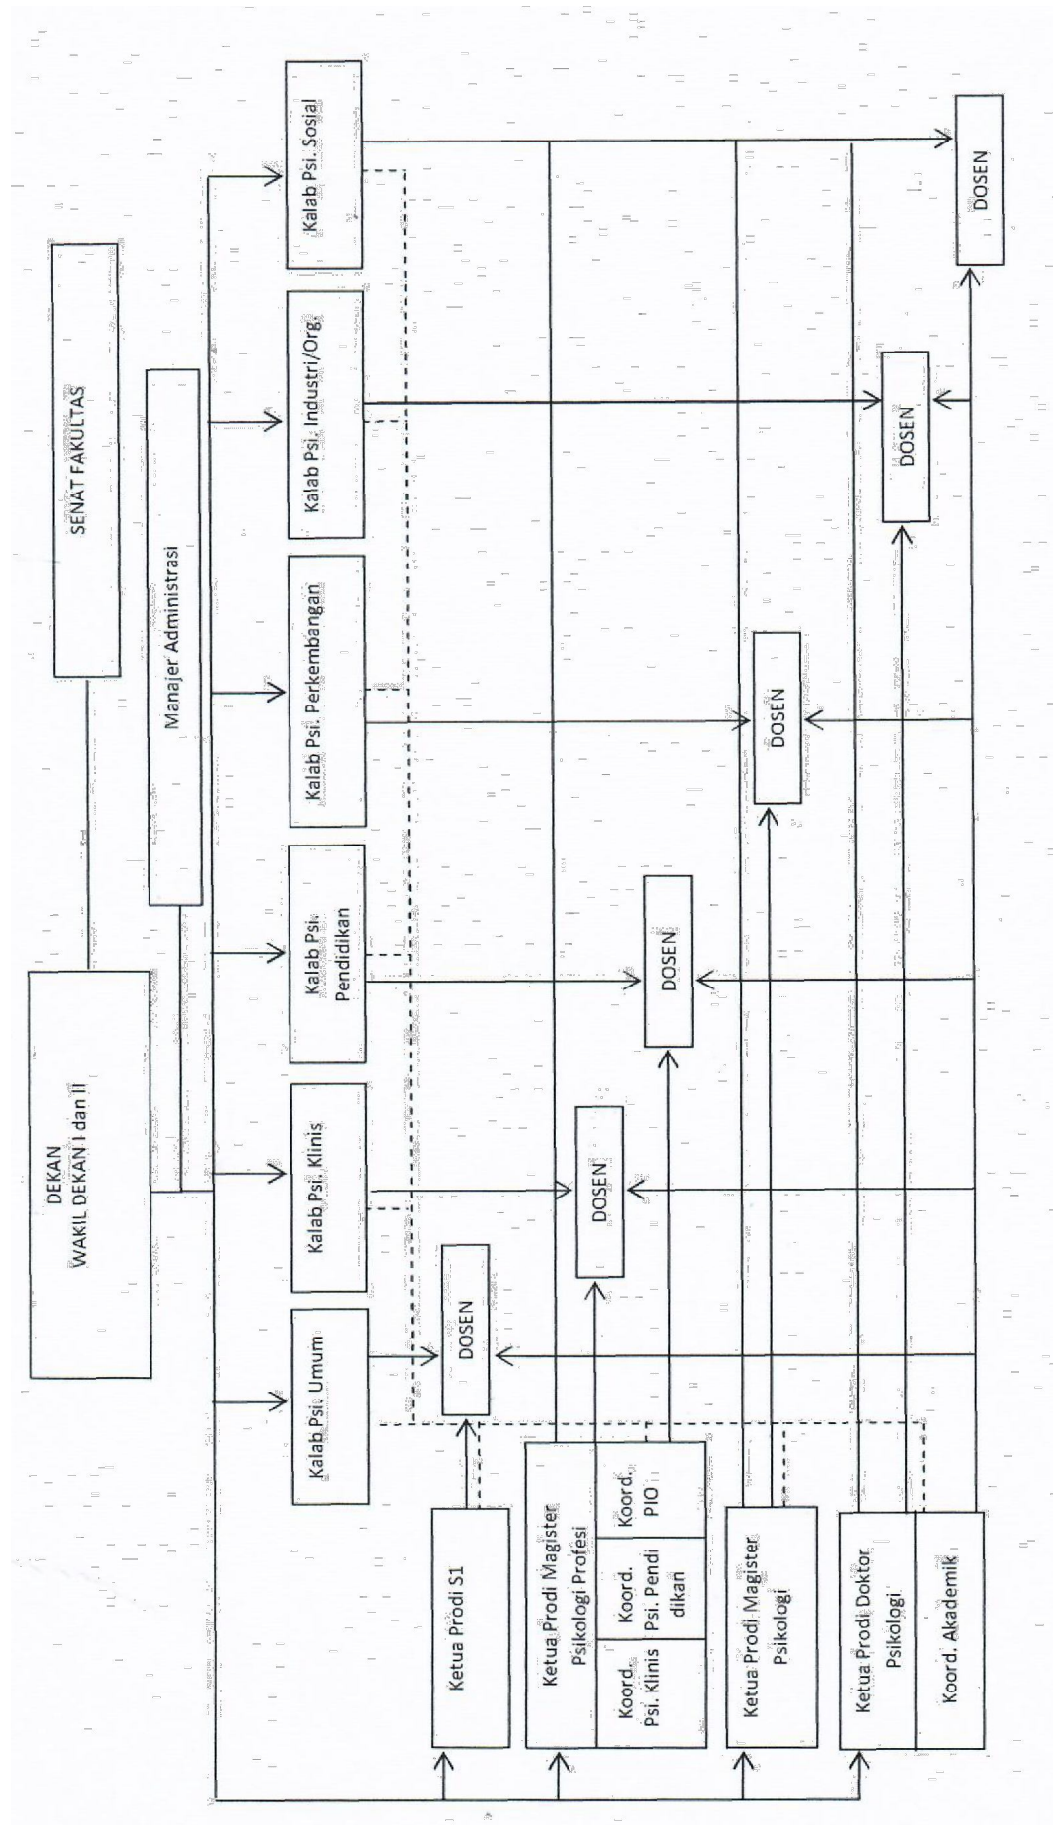 DEKAN
WAKIL DEKAN I dan II
SENAT FAKULTAS
Manajer Administrasi
Kalab Psi. Umum
Kalab Psi. Klinis
Kalab Psi.
Pendidikan
Kalab Psi. Perkembangan
Kalab Psi. Industri/Org.
Kalab Psi. Sosial
Ketua Prodi S1
DOSEN
Ketua Prodi Magister
Psikologi Profesi
Koord.
Psi. Klinis
Koord.
Psi. Pendi
dikan
Koord.
PIO
DOSEN
DOSEN
Ketua Prodi Magister
Psikologi
DOSEN
Ketua Prodi Doktor
Psikologi
Koord. Akademik
DOSEN
DOSEN